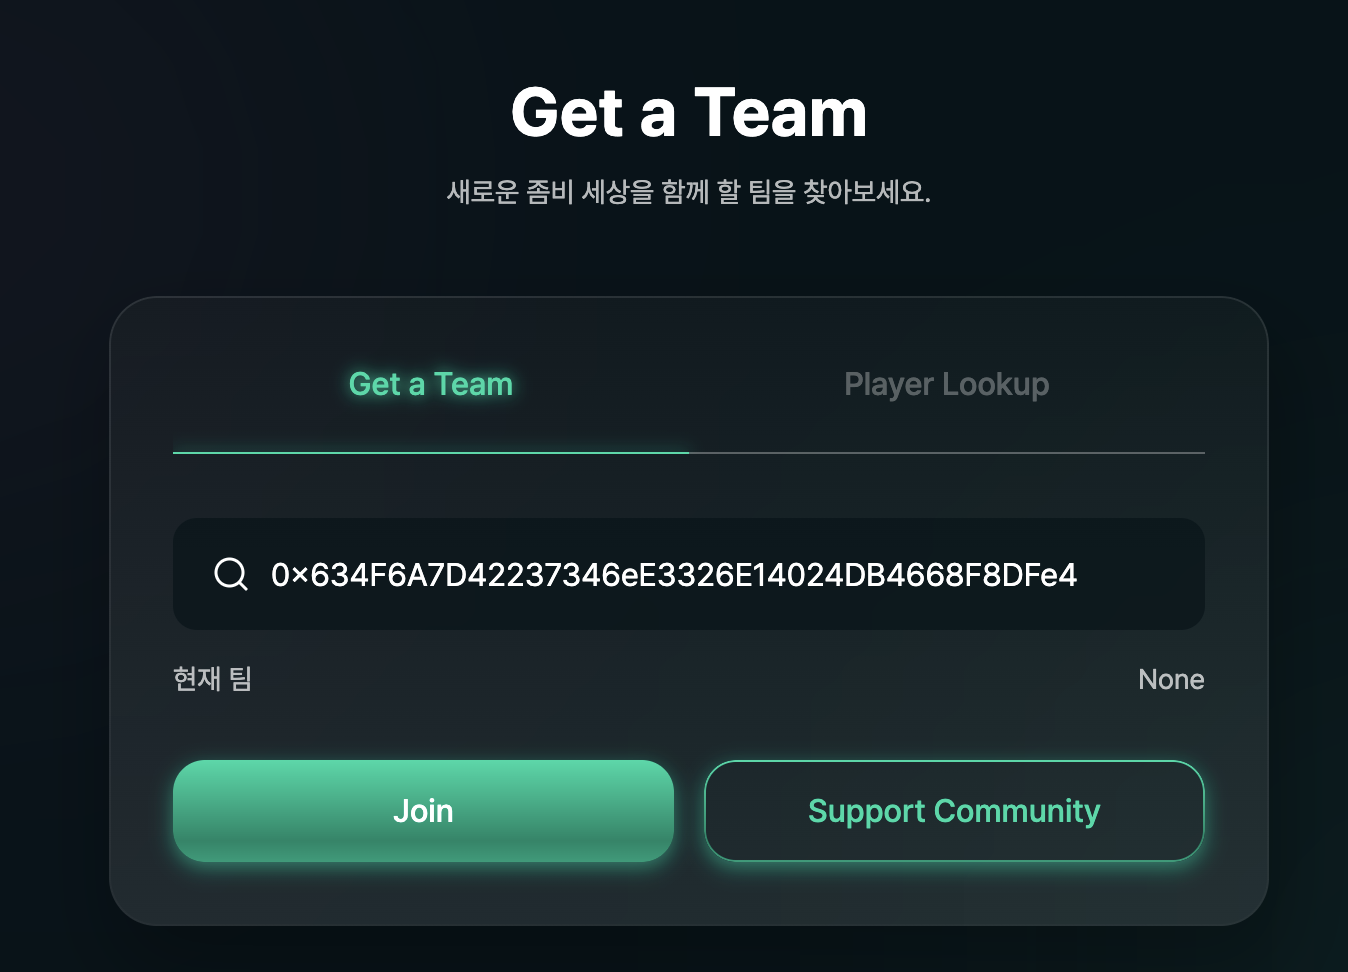 Get a Team
새로운 좀비 세상을 함께 할 팀을 찾아보세요.
Get a Team
Player Lookup
0x634F6A7D42237346eE3326E14024DB4668F8DFe4
현재 팀
None
Join
Support Community